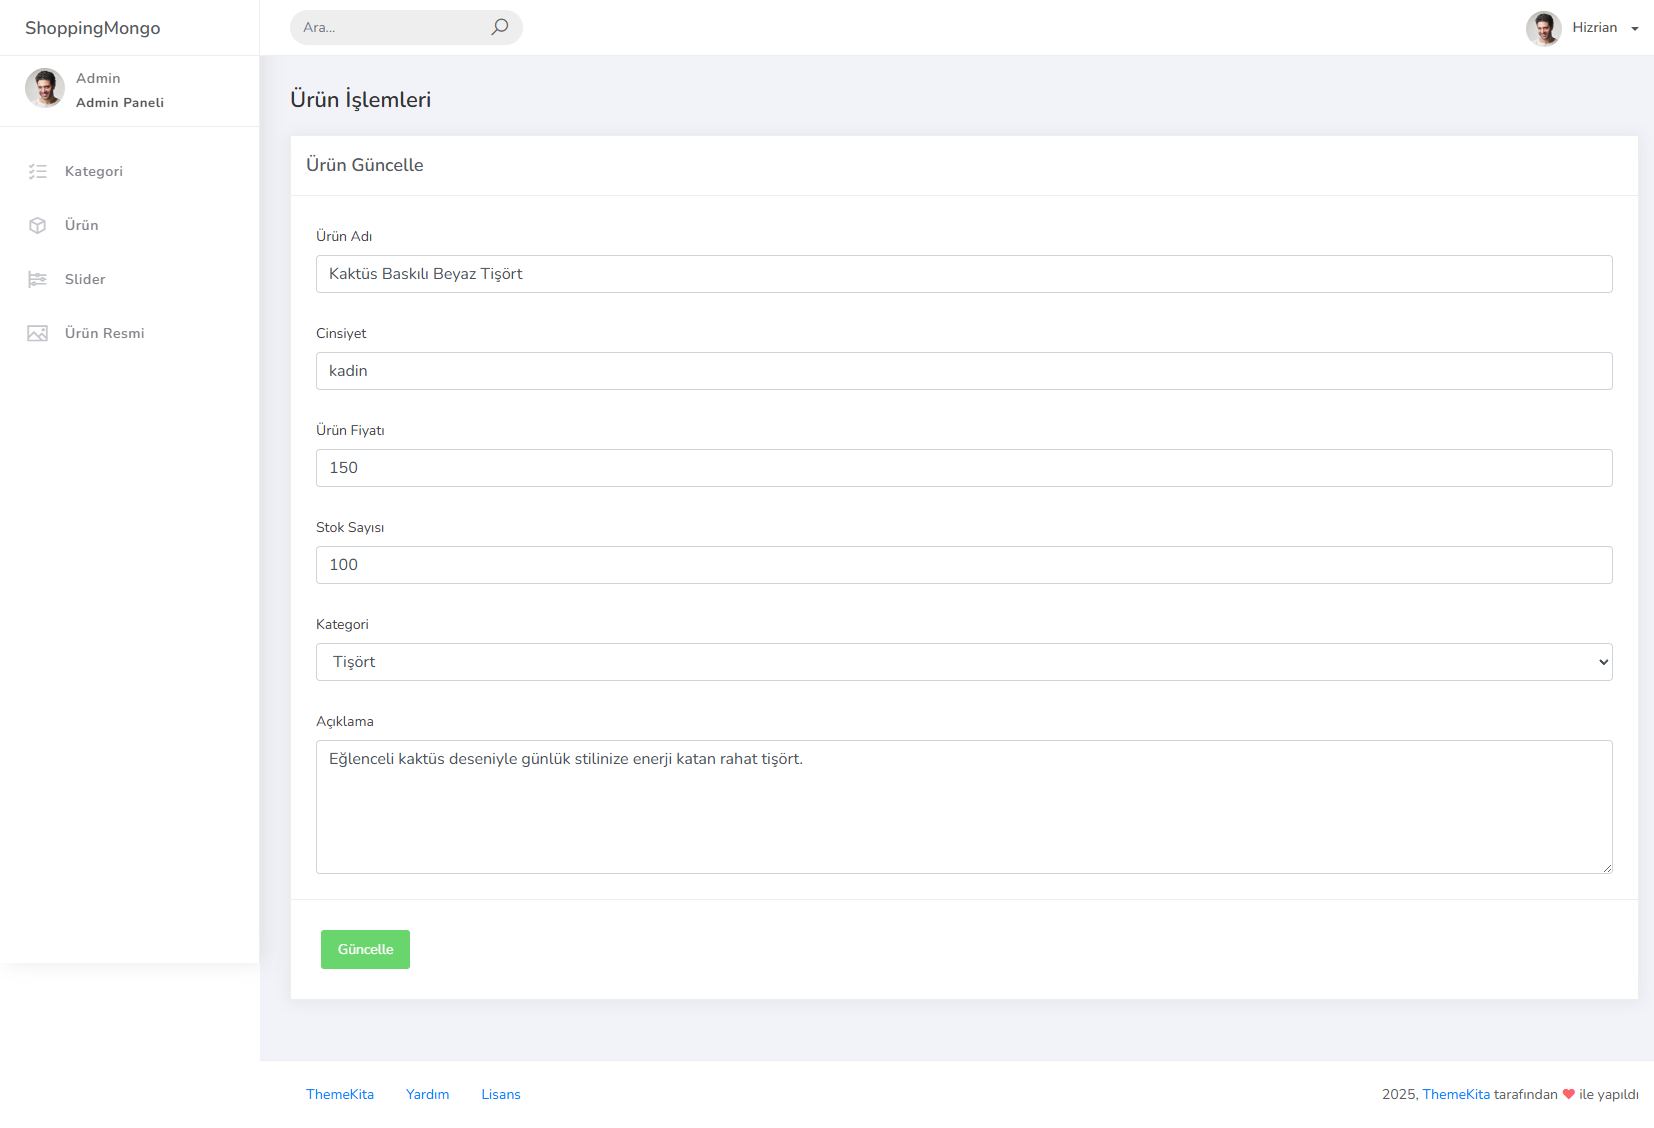 ShoppingMongo
Ara...
Hizrian
Admin
Admin Paneli
Kategori
Ürün
Slider
Ürün Resmi
Ürün İşlemleri
Ürün Güncelle
Ürün Adı
Kaktüs Baskılı Beyaz Tişört
Cinsiyet
kadin
Ürün Fiyatı
150
Stok Sayısı
100
Kategori
Tişört
Açıklama
Eğlenceli kaktüs deseniyle günlük stilinize enerji katan rahat tişört.
Güncelle
ThemeKita Yardım Lisans
2025, ThemeKita tarafından ❤ ile yapıldı